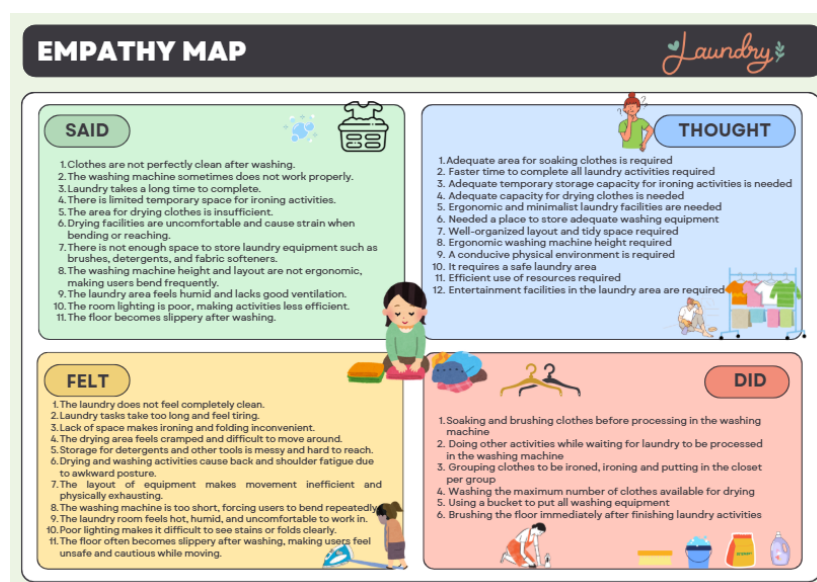 EMPATHY MAP
Laundry
SAID
1.Clothes are not perfectly clean after washing.
2.The washing machine sometimes does not work properly.
3.Laundry takes a long time to complete.
4.There is limited temporary space for ironing activities.
5.The area for drying clothes is insufficient.
6.Drying facilities are uncomfortable and cause strain when
bending or reaching.
7.There is not enough space to store laundry equipment such as
brushes, detergents, and fabric softeners.
8.The washing machine height and layout are not ergonomic,
making users bend frequently.
9.The laundry area feels humid and lacks good ventilation.
10.The room lighting is poor, making activities less efficient.
11.The floor becomes slippery after washing.
THOUGHT
1.Adequate area for soaking clothes is required
2. Faster time to complete all laundry activities required
3. Adequate temporary storage capacity for ironing activities is needed
4. Adequate capacity for drying clothes is needed
5. Ergonomic and minimalist laundry facilities are needed
6. Needed a place to store adequate washing equipment
7. Well-organized layout and tidy space required
8. Ergonomic washing machine height required
9. A conducive physical environment is required
10. It requires a safe laundry area
11. Efficient use of resources required
12. Entertainment facilities in the laundry area are required
FELT
1.The laundry does not feel completely clean.
2.Laundry tasks take too long and feel tiring.
3.Lack of space makes ironing and folding inconvenient.
4.The drying area feels cramped and difficult to move around.
5.Storage for detergents and other tools is messy and hard to reach.
6.Drying and washing activities cause back and shoulder fatigue due
to awkward posture.
7.The layout of equipment makes movement inefficient and
physically exhausting.
8.The washing machine is too short, forcing users to bend repeatedly.
9.The laundry room feels hot, humid, and uncomfortable to work in.
10.Poor lighting makes it difficult to see stains or folds clearly.
11.The floor often becomes slippery after washing, making users feel
unsafe and cautious while moving.
DID
1.Soaking and brushing clothes before processing in the washing
machine
2. Doing other activities while waiting for laundry to be processed
in the washing machine
3. Grouping clothes to be ironed, ironing and putting in the closet
per group
4. Washing the maximum number of clothes available for drying
5. Using a bucket to put all washing equipment
6. Brushing the floor immediately after finishing laundry activities